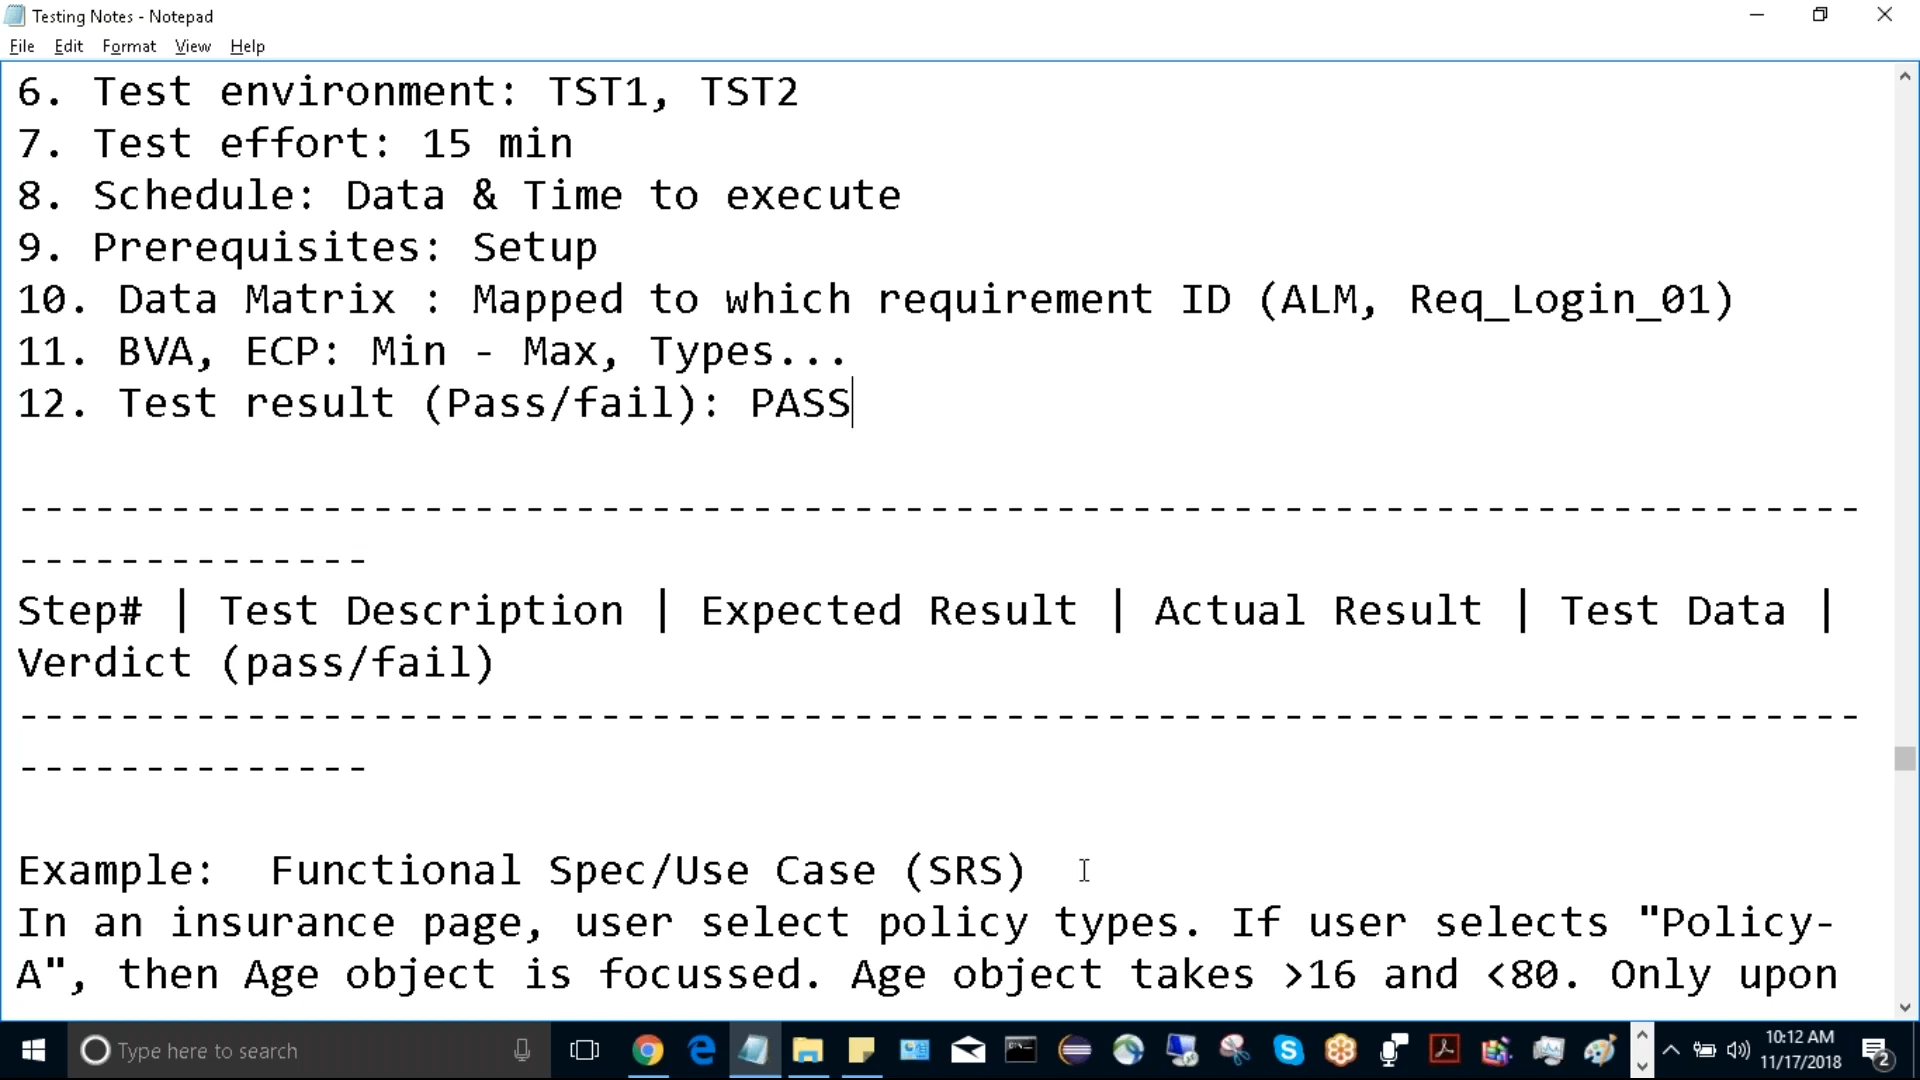 Testing Notes - Notepad
File Edit Format View Help
6. Test environment: TST1, TST2
7. Test effort: 15 min
8. Schedule: Data & Time to execute
9. Prerequisites: Setup
10. Data Matrix : Mapped to which requirement ID (ALM, Req_Login_01)
11. BVA, ECP: Min - Max, Types...
12. Test result (Pass/fail): PASS
-------------------------------------------------------------------------
--------------
Step# | Test Description | Expected Result | Actual Result | Test Data |
Verdict (pass/fail)
-------------------------------------------------------------------------
--------------
Example:  Functional Spec/Use Case (SRS)
In an insurance page, user select policy types. If user selects "Policy-
A", then Age object is focussed. Age object takes >16 and <80. Only upon
Type here to search
10:12 AM
11/17/2018
2